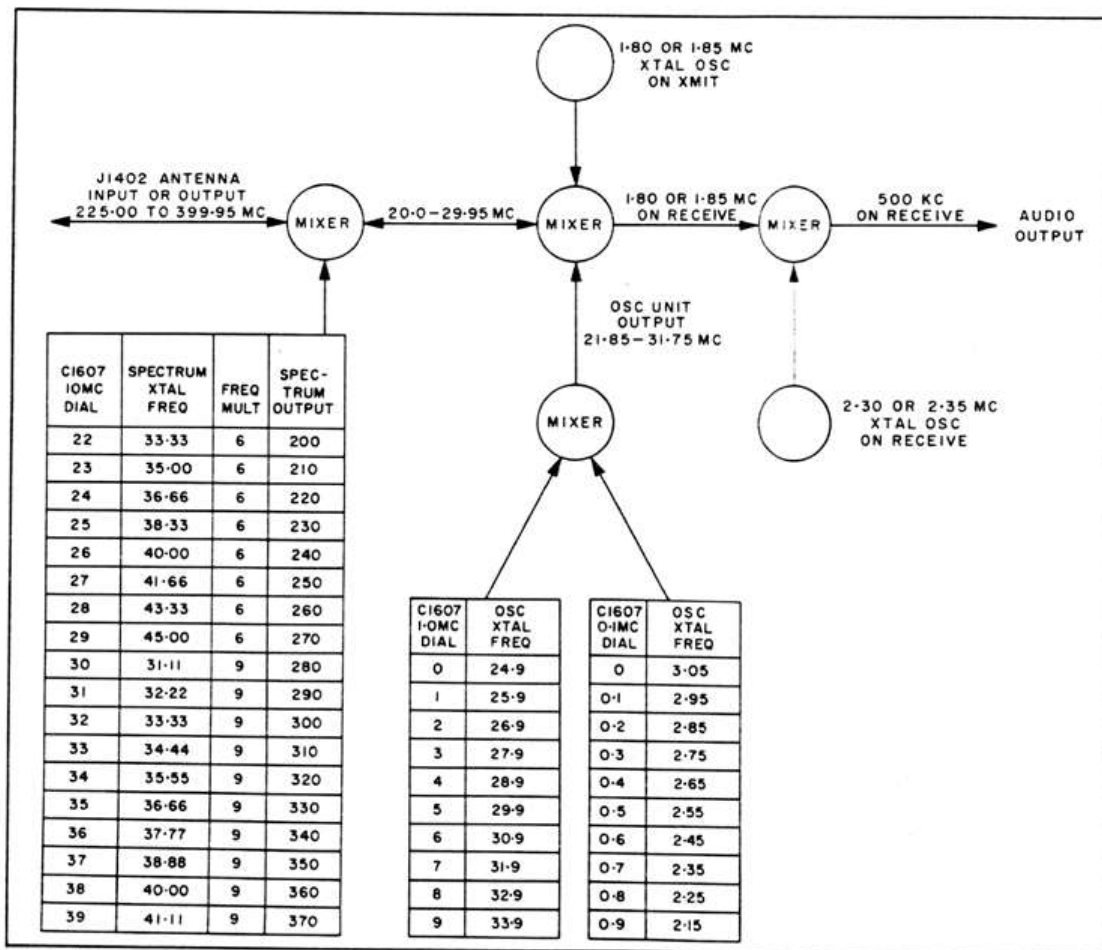 1·80 OR 1·85 MC
XTAL OSC
ON XMIT
J1402 ANTENNA
INPUT OR OUTPUT
225·00 TO 399·95 MC
MIXER
20·0–29·95 MC
MIXER
1·80 OR 1·85 MC
ON RECEIVE
MIXER
500 KC
ON RECEIVE
AUDIO
OUTPUT
OSC UNIT
OUTPUT
21·85–31·75 MC
MIXER
2·30 OR 2·35 MC
XTAL OSC
ON RECEIVE
C1607 10MC DIAL SPECTRUM XTAL FREQ FREQ MULT SPEC-TRUM OUTPUT
22 33·33 6 200
23 35·00 6 210
24 36·66 6 220
25 38·33 6 230
26 40·00 6 240
27 41·66 6 250
28 43·33 6 260
29 45·00 6 270
30 31·11 9 280
31 32·22 9 290
32 33·33 9 300
33 34·44 9 310
34 35·55 9 320
35 36·66 9 330
36 37·77 9 340
37 38·88 9 350
38 40·00 9 360
39 41·11 9 370
C1607 1·0MC DIAL OSC XTAL FREQ
0 24·9
1 25·9
2 26·9
3 27·9
4 28·9
5 29·9
6 30·9
7 31·9
8 32·9
9 33·9
C1607 0·1MC DIAL OSC XTAL FREQ
0 3·05
0·1 2·95
0·2 2·85
0·3 2·75
0·4 2·65
0·5 2·55
0·6 2·45
0·7 2·35
0·8 2·25
0·9 2·15